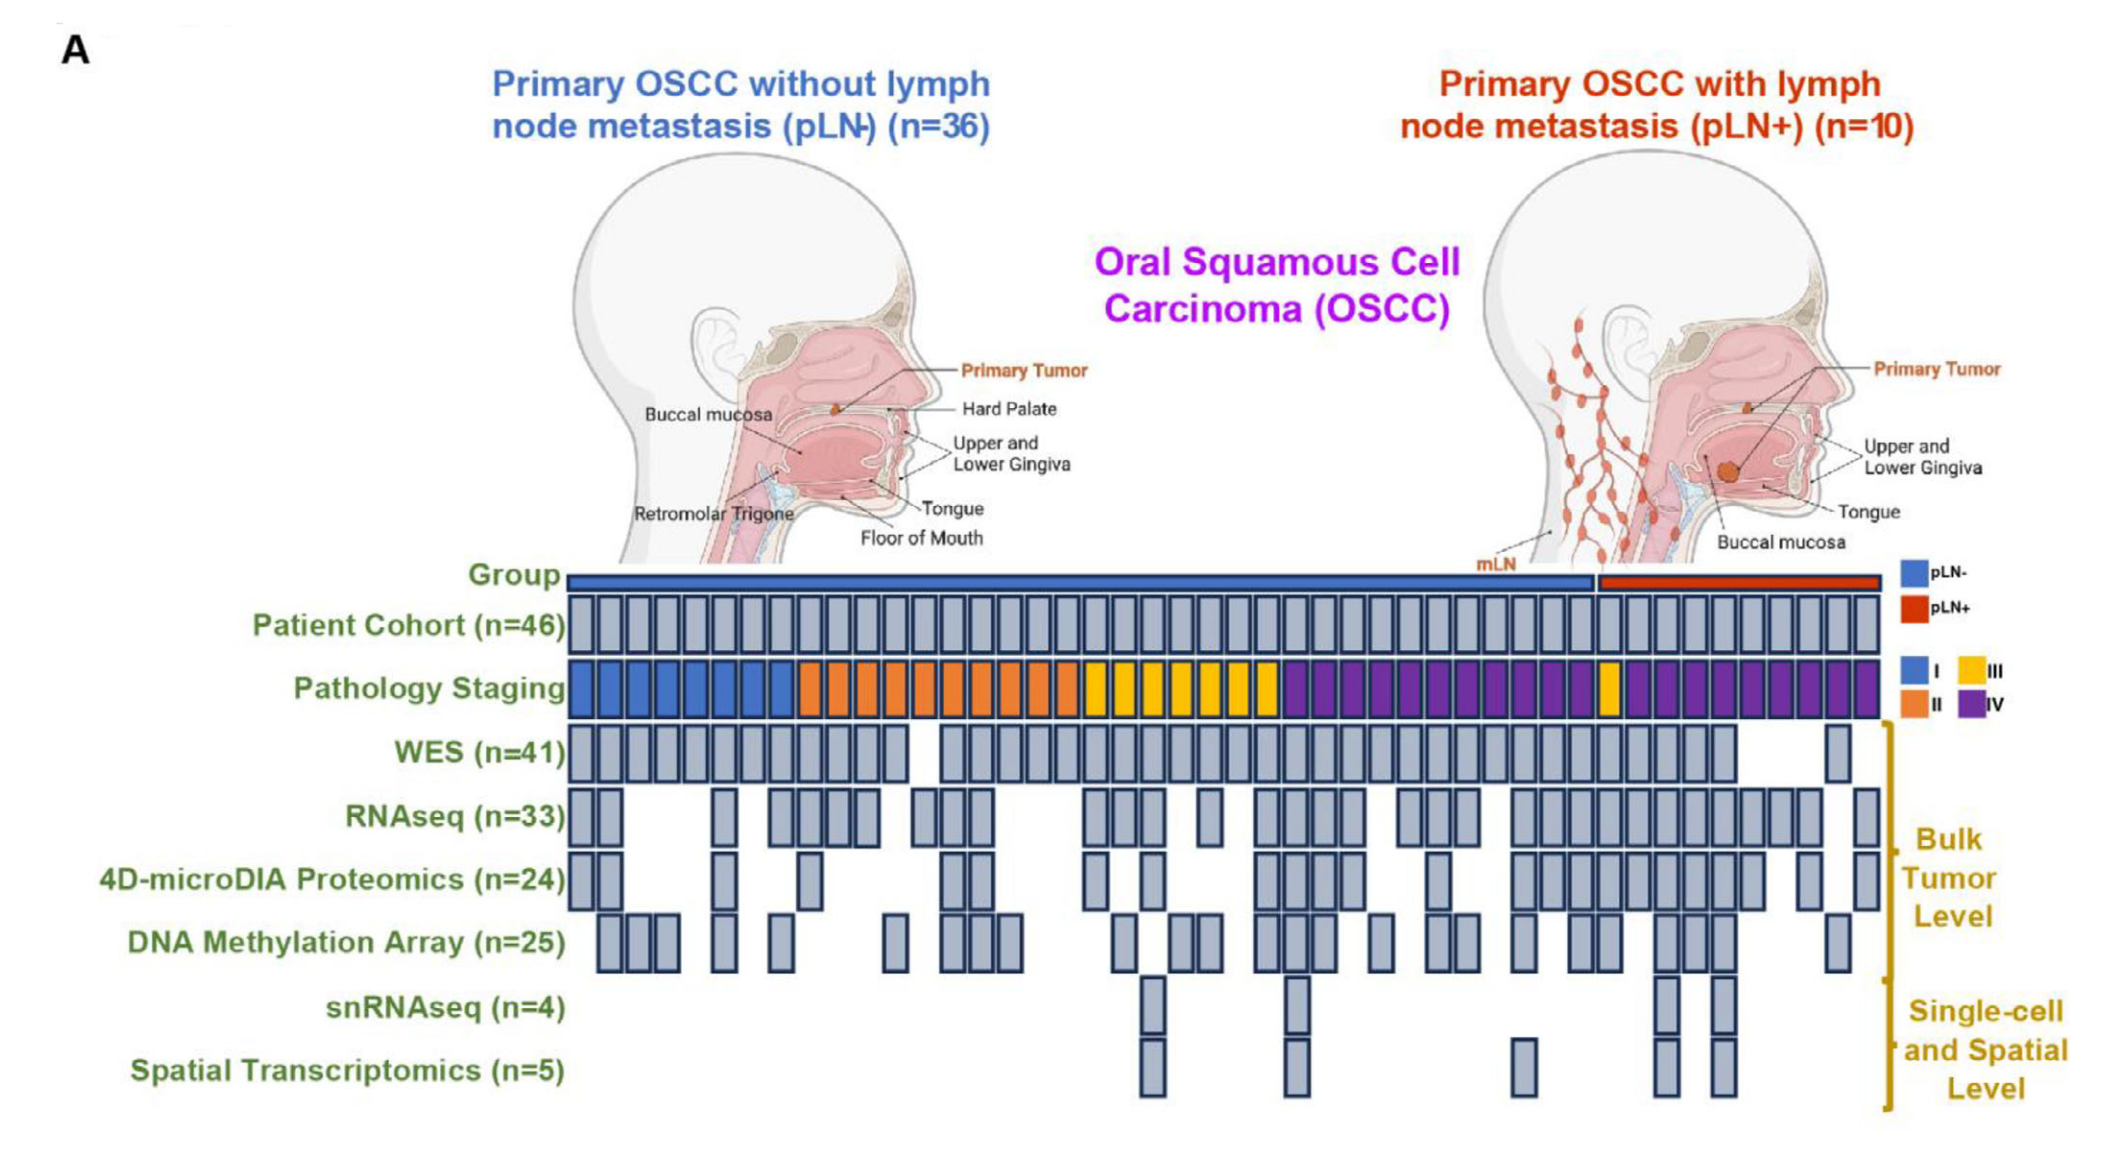 A
Primary OSCC without lymph
node metastasis (pLN-) (n=36)
Primary OSCC with lymph
node metastasis (pLN+) (n=10)
Oral Squamous Cell
Carcinoma (OSCC)
Primary Tumor
Buccal mucosa
Hard Palate
Upper and
Lower Gingiva
Retromolar Trigone
Tongue
Floor of Mouth
Primary Tumor
Upper and
Lower Gingiva
Tongue
Buccal mucosa
mLN
Group
pLN-
pLN+
Patient Cohort (n=46)
Pathology Staging
I
III
II
IV
WES (n=41)
RNAseq (n=33)
4D-microDIA Proteomics (n=24)
DNA Methylation Array (n=25)
Bulk
Tumor
Level
snRNAseq (n=4)
Spatial Transcriptomics (n=5)
Single-cell
and Spatial
Level